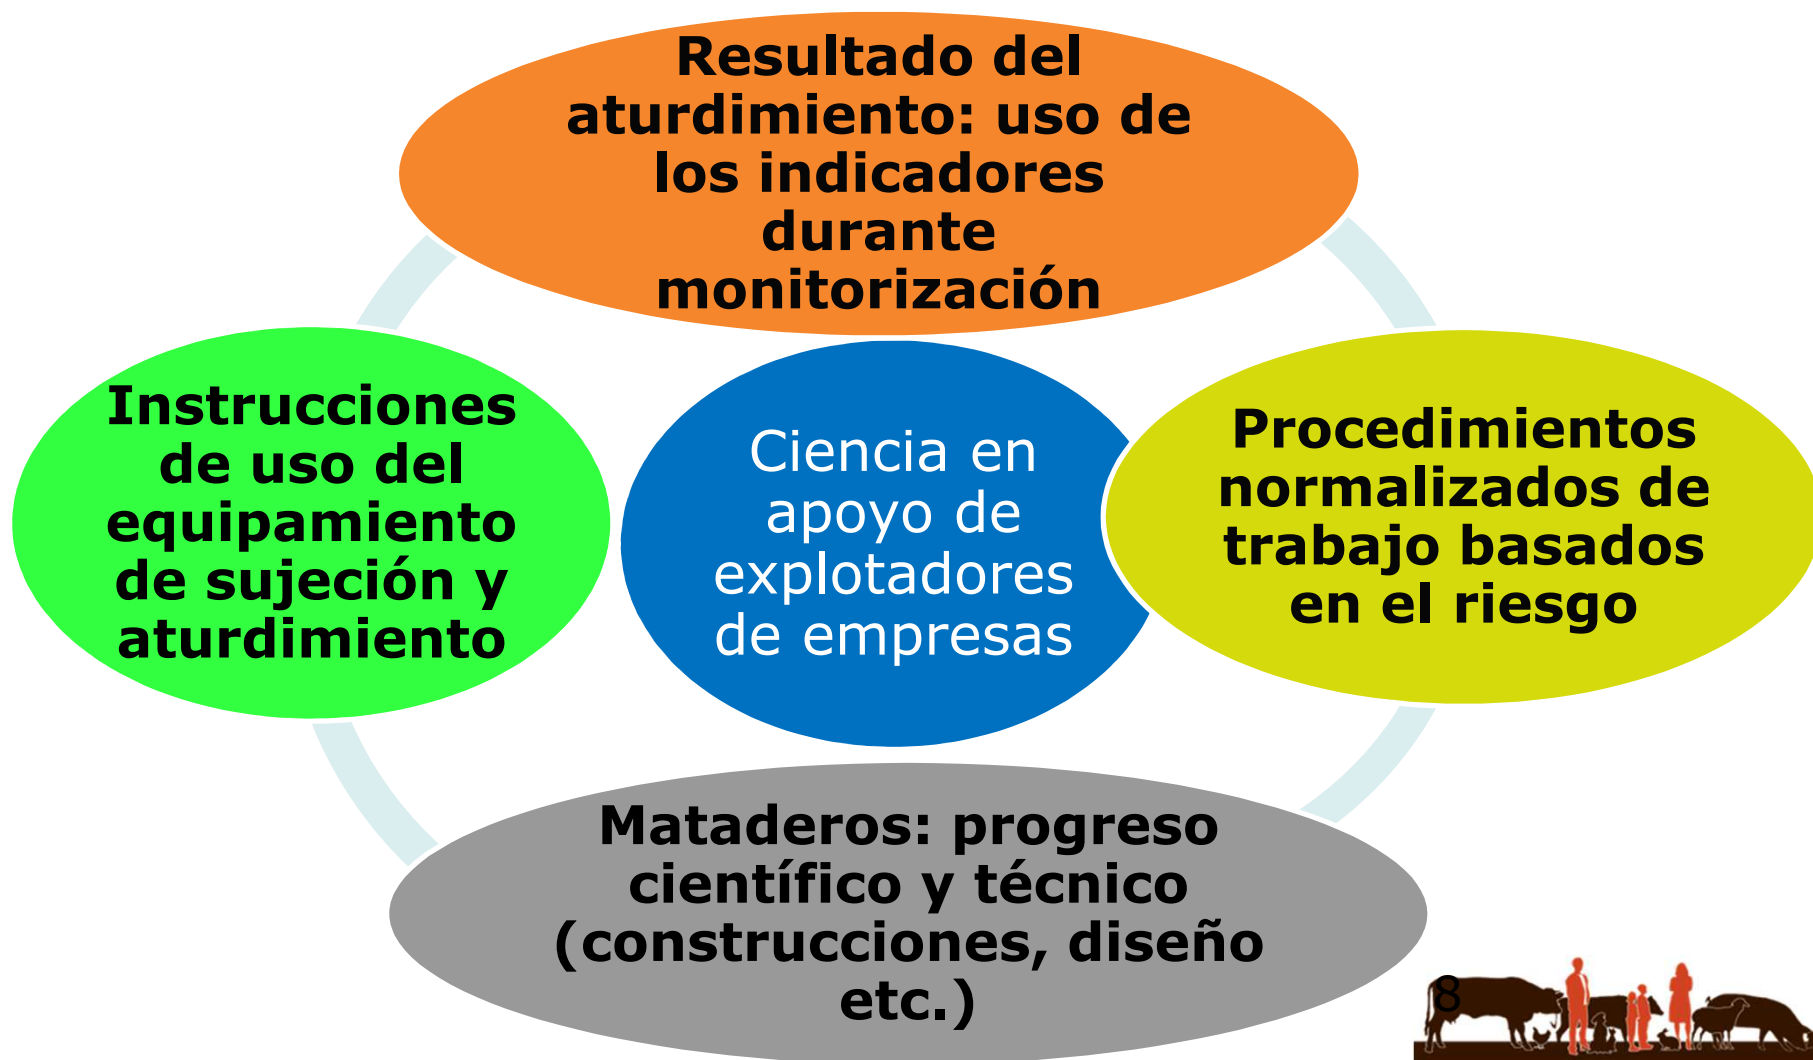 Resultado del
aturdimiento: uso de
los indicadores
durante
monitorización
Instrucciones
de uso del
equipamiento
de sujeción y
aturdimiento
Ciencia en
apoyo de
explotadores
de empresas
Procedimientos
normalizados de
trabajo basados
en el riesgo
Mataderos: progreso
científico y técnico
(construcciones, diseño
etc.)
8